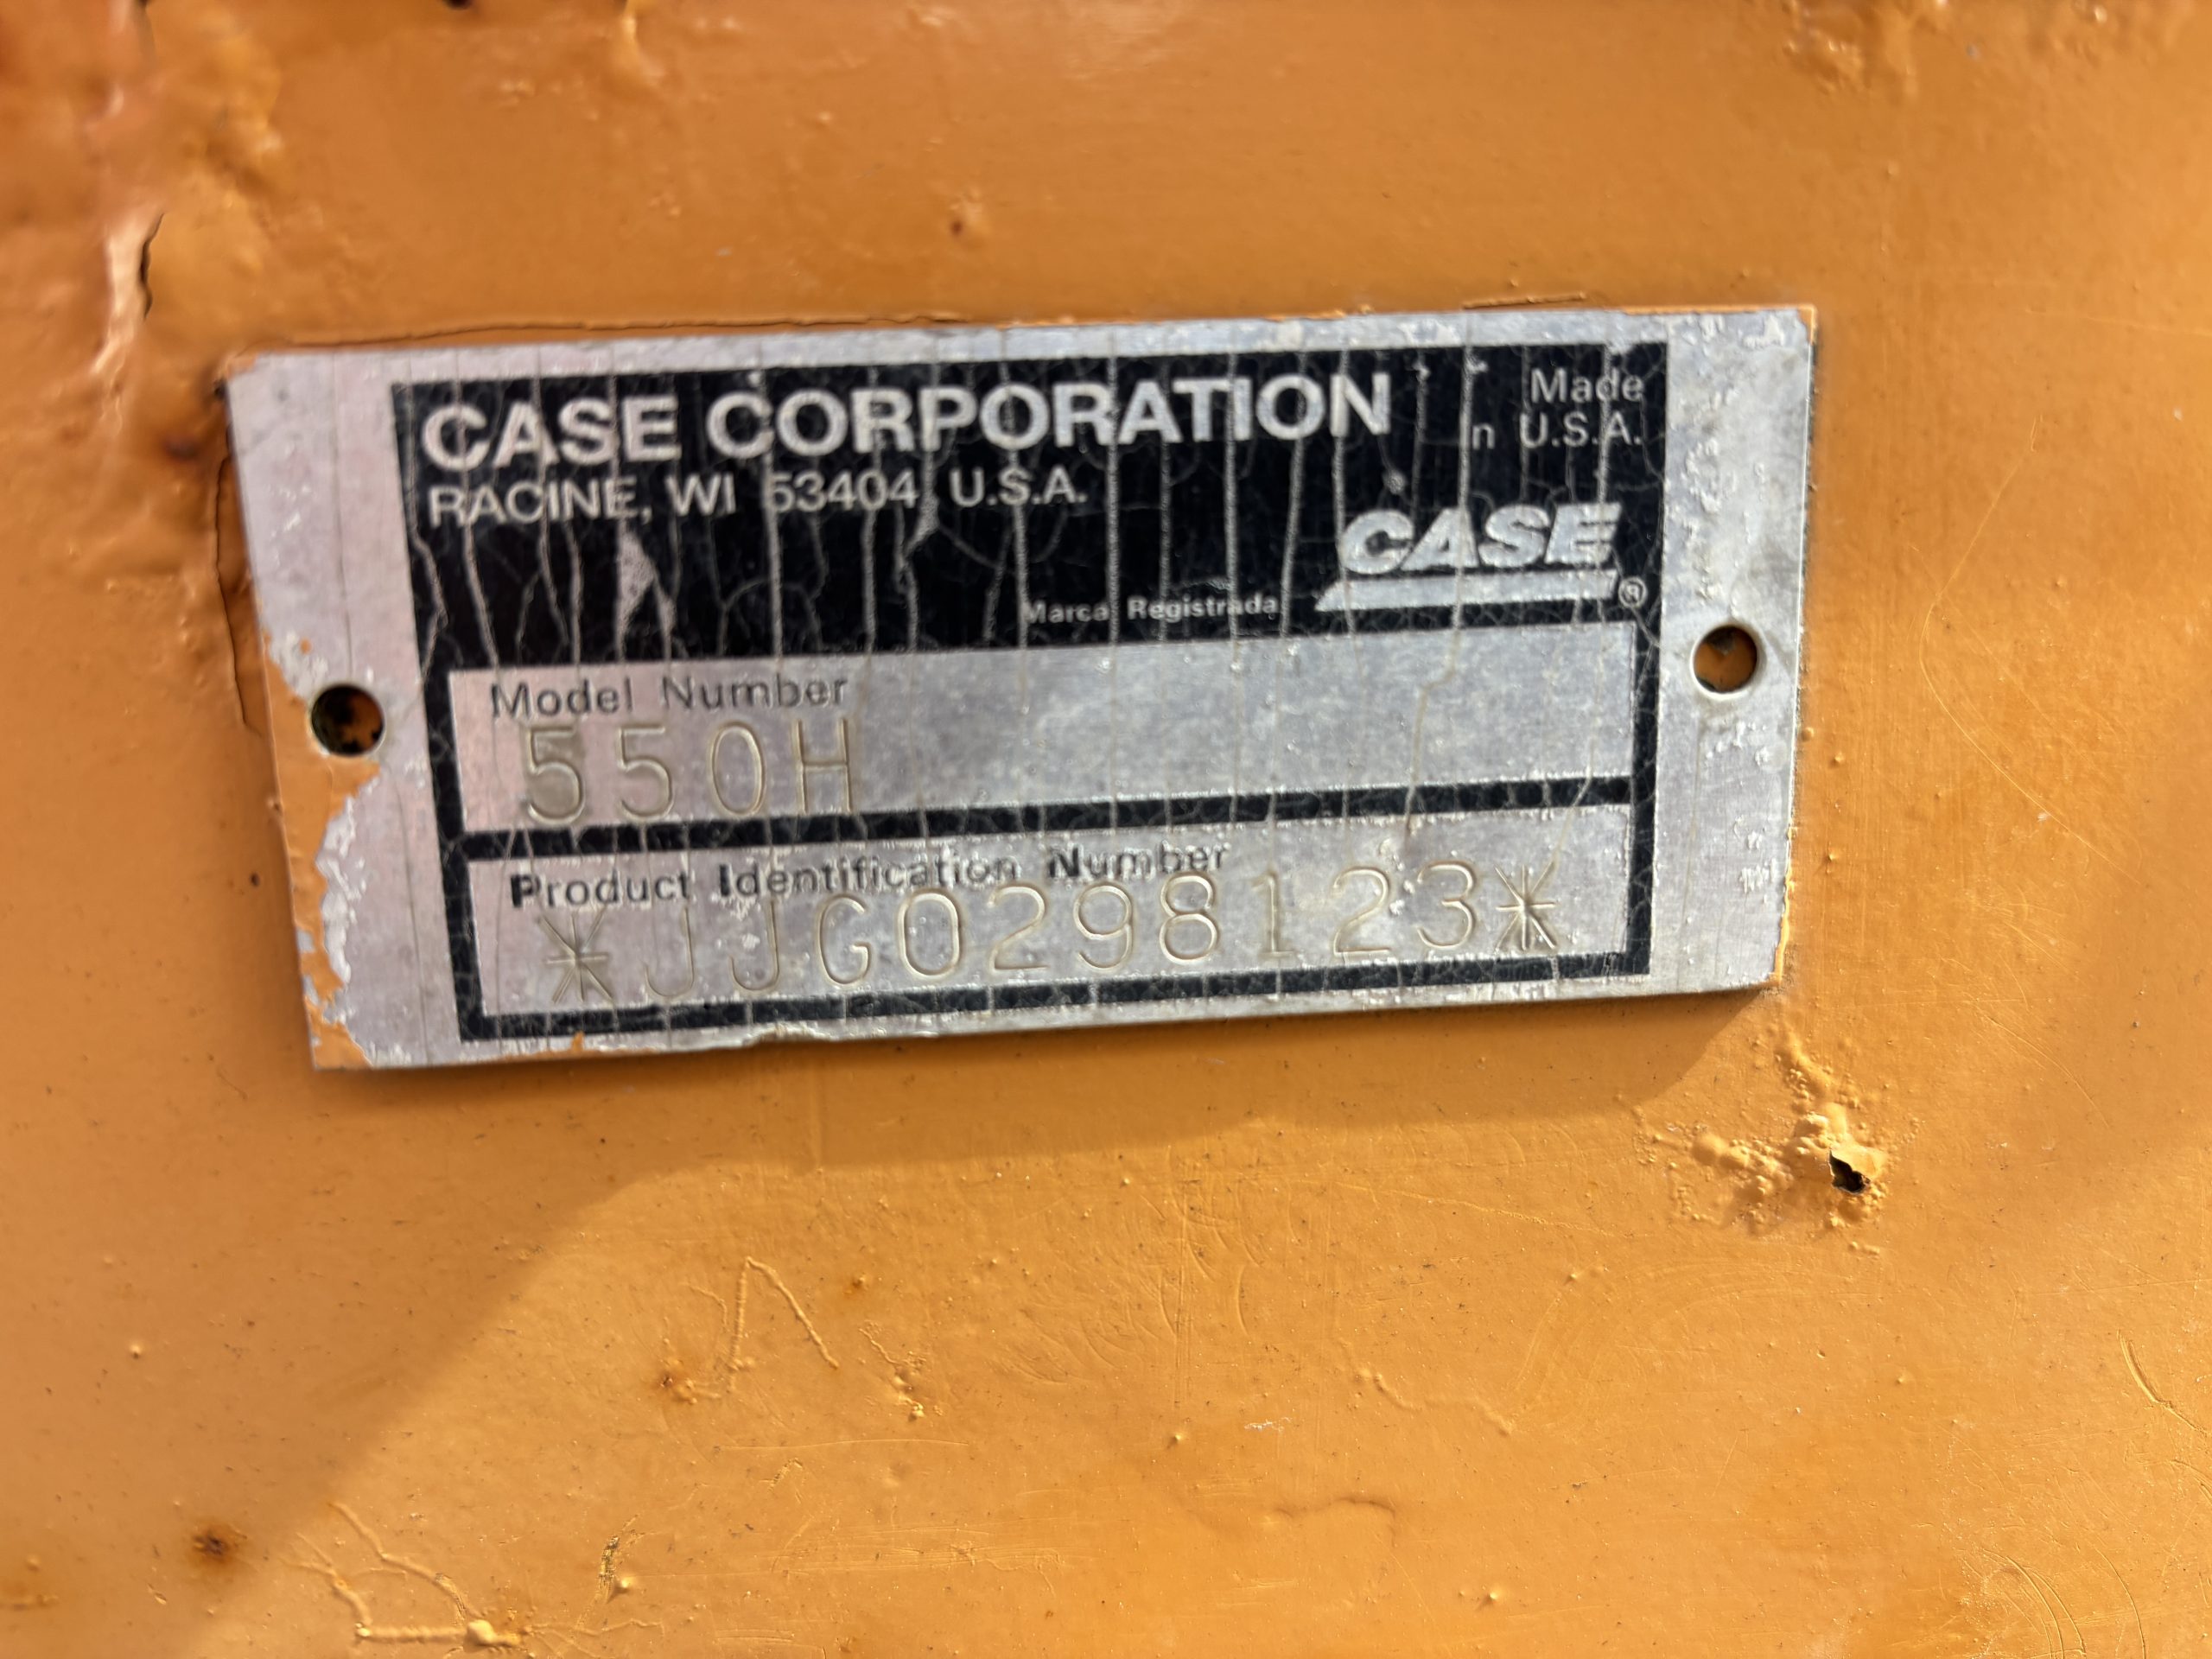 CASE CORPORATION
RACINE, WI 53404 U.S.A.
Made
in U.S.A.
CASE®
Marca Registrada
Model Number
550H
Product Identification Number
*JJG0298123*